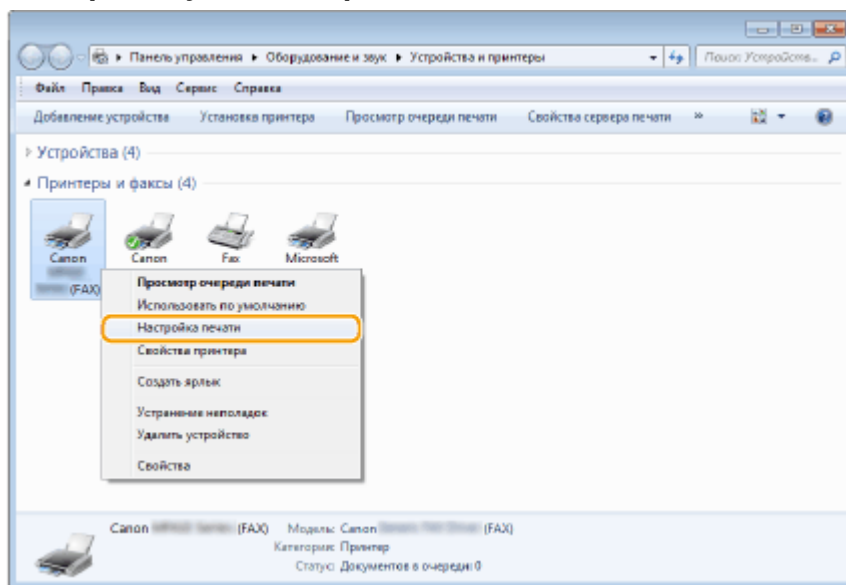 Панель управления ▸ Оборудование и звук ▸ Устройства и принтеры
Поиск: Устройств...
Файл Правка Вид Сервис Справка
Добавление устройства Установка принтера Просмотр очереди печати Свойства сервера печати »
Устройства (4)
Принтеры и факсы (4)
Canon
(FAX)
Canon
Fax
Microsoft
Просмотр очереди печати
Использовать по умолчанию
Настройка печати
Свойства принтера
Создать ярлык
Устранение неполадок
Удалить устройство
Свойства
Canon (FAX) Модель: Canon (FAX)
Категория: Принтер
Статус: Документов в очереди: 0